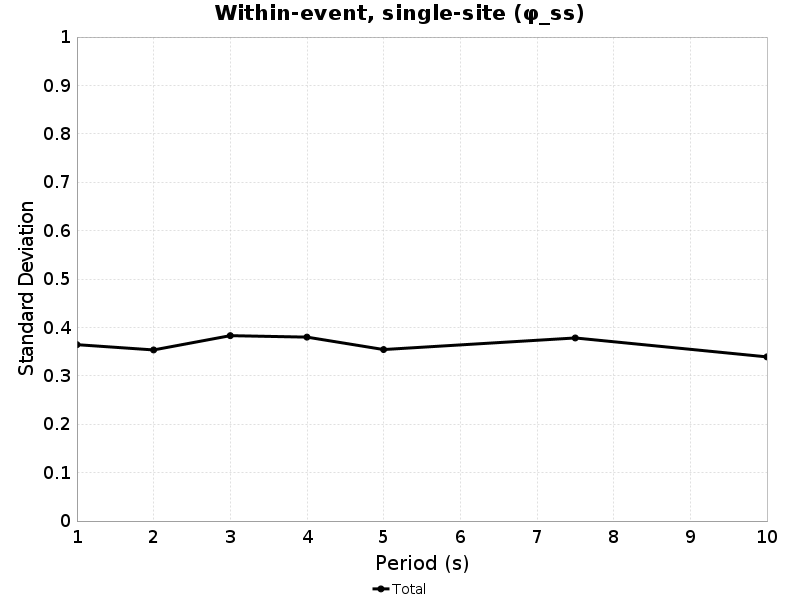 Within-event, single-site (φ_ss)
1
0.9
0.8
0.7
0.6
0.5
0.4
0.3
0.2
0.1
0
Standard Deviation
1 2 3 4 5 6 7 8 9 10
Period (s)
Total